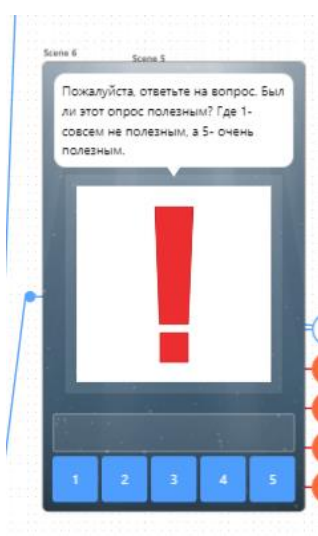 Scene 6
Scene 5
Пожалуйста, ответьте на вопрос. Был
ли этот опрос полезным? Где 1-
совсем не полезным, а 5- очень
полезным.
!
1 2 3 4 5